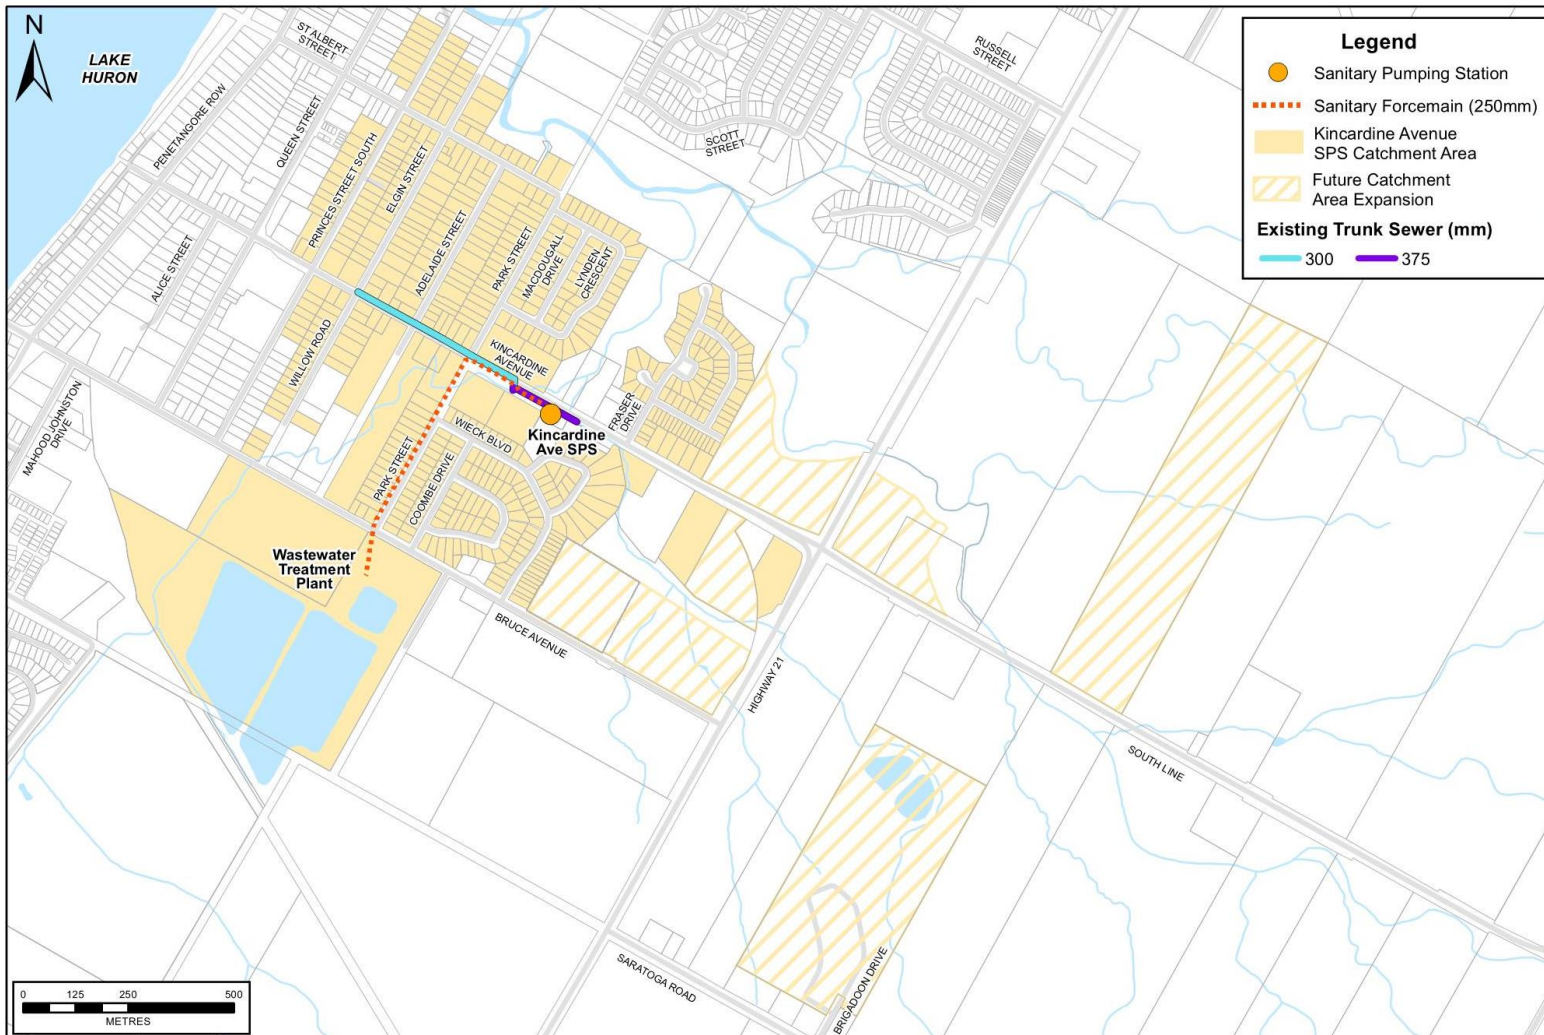 N
LAKE
HURON
ST ALBERT
STREET
PENETANGORE ROW
QUEEN STREET
PRINCES STREET SOUTH
ELGIN STREET
ALICE STREET
ADELAIDE STREET
PARK STREET
MACDOUGALL
DRIVE
LYNDEN
CRESCENT
SCOTT
STREET
RUSSELL
STREET
WILLOW ROAD
KINCARDINE
AVENUE
MAHOOD JOHNSTON
DRIVE
FRASER
DRIVE
WIECK BLVD
Kincardine
Ave SPS
PARK STREET
COOMBE DRIVE
Wastewater
Treatment
Plant
BRUCE AVENUE
HIGHWAY 21
SOUTH LINE
SARATOGA ROAD
BRIGADOON DRIVE
Legend
Sanitary Pumping Station
Sanitary Forcemain (250mm)
Kincardine Avenue
SPS Catchment Area
Future Catchment
Area Expansion
Existing Trunk Sewer (mm)
300 375
0 125 250 500
METRES